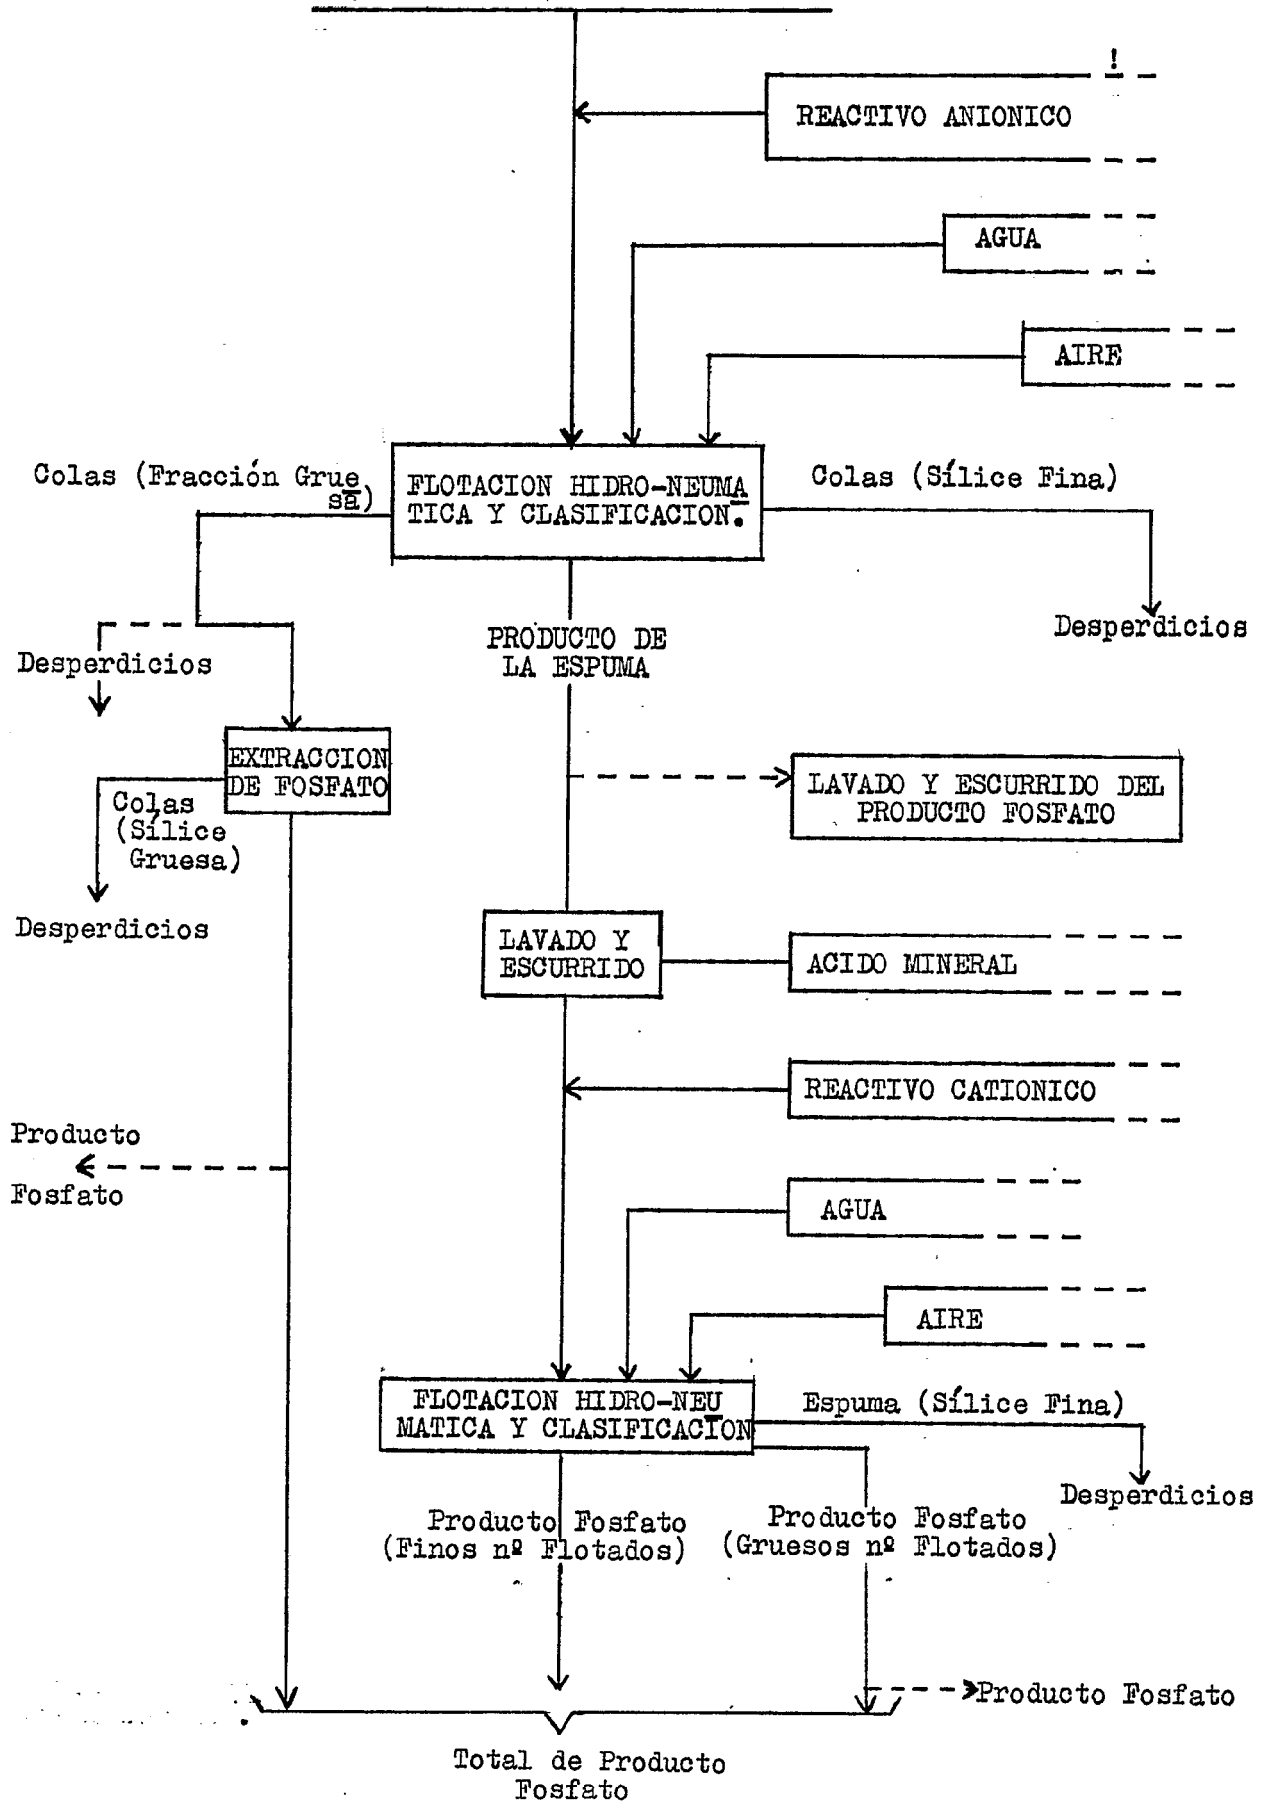 REACTIVO ANIONICO
AGUA
AIRE
Colas (Fracción Grue
sa)
FLOTACION HIDRO-NEUMA
TICA Y CLASIFICACION.
Colas (Sílice Fina)
Desperdicios
Desperdicios
PRODUCTO DE
LA ESPUMA
EXTRACCION
DE FOSFATO
Colas
(Sílice
Gruesa)
Desperdicios
LAVADO Y ESCURRIDO DEL
PRODUCTO FOSFATO
LAVADO Y
ESCURRIDO
ACIDO MINERAL
REACTIVO CATIONICO
Producto
Fosfato
AGUA
AIRE
FLOTACION HIDRO-NEU
MATICA Y CLASIFICACION
Espuma (Sílice Fina)
Desperdicios
Producto Fosfato
(Finos nº Flotados)
Producto Fosfato
(Gruesos nº Flotados)
Producto Fosfato
Total de Producto
Fosfato